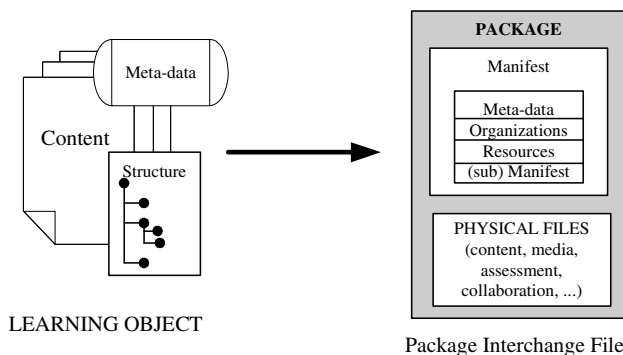 Meta-data
Content
Structure
LEARNING OBJECT
PACKAGE
Manifest
Meta-data
Organizations
Resources
(sub) Manifest
PHYSICAL FILES
(content, media,
assessment,
collaboration, ...)
Package Interchange File